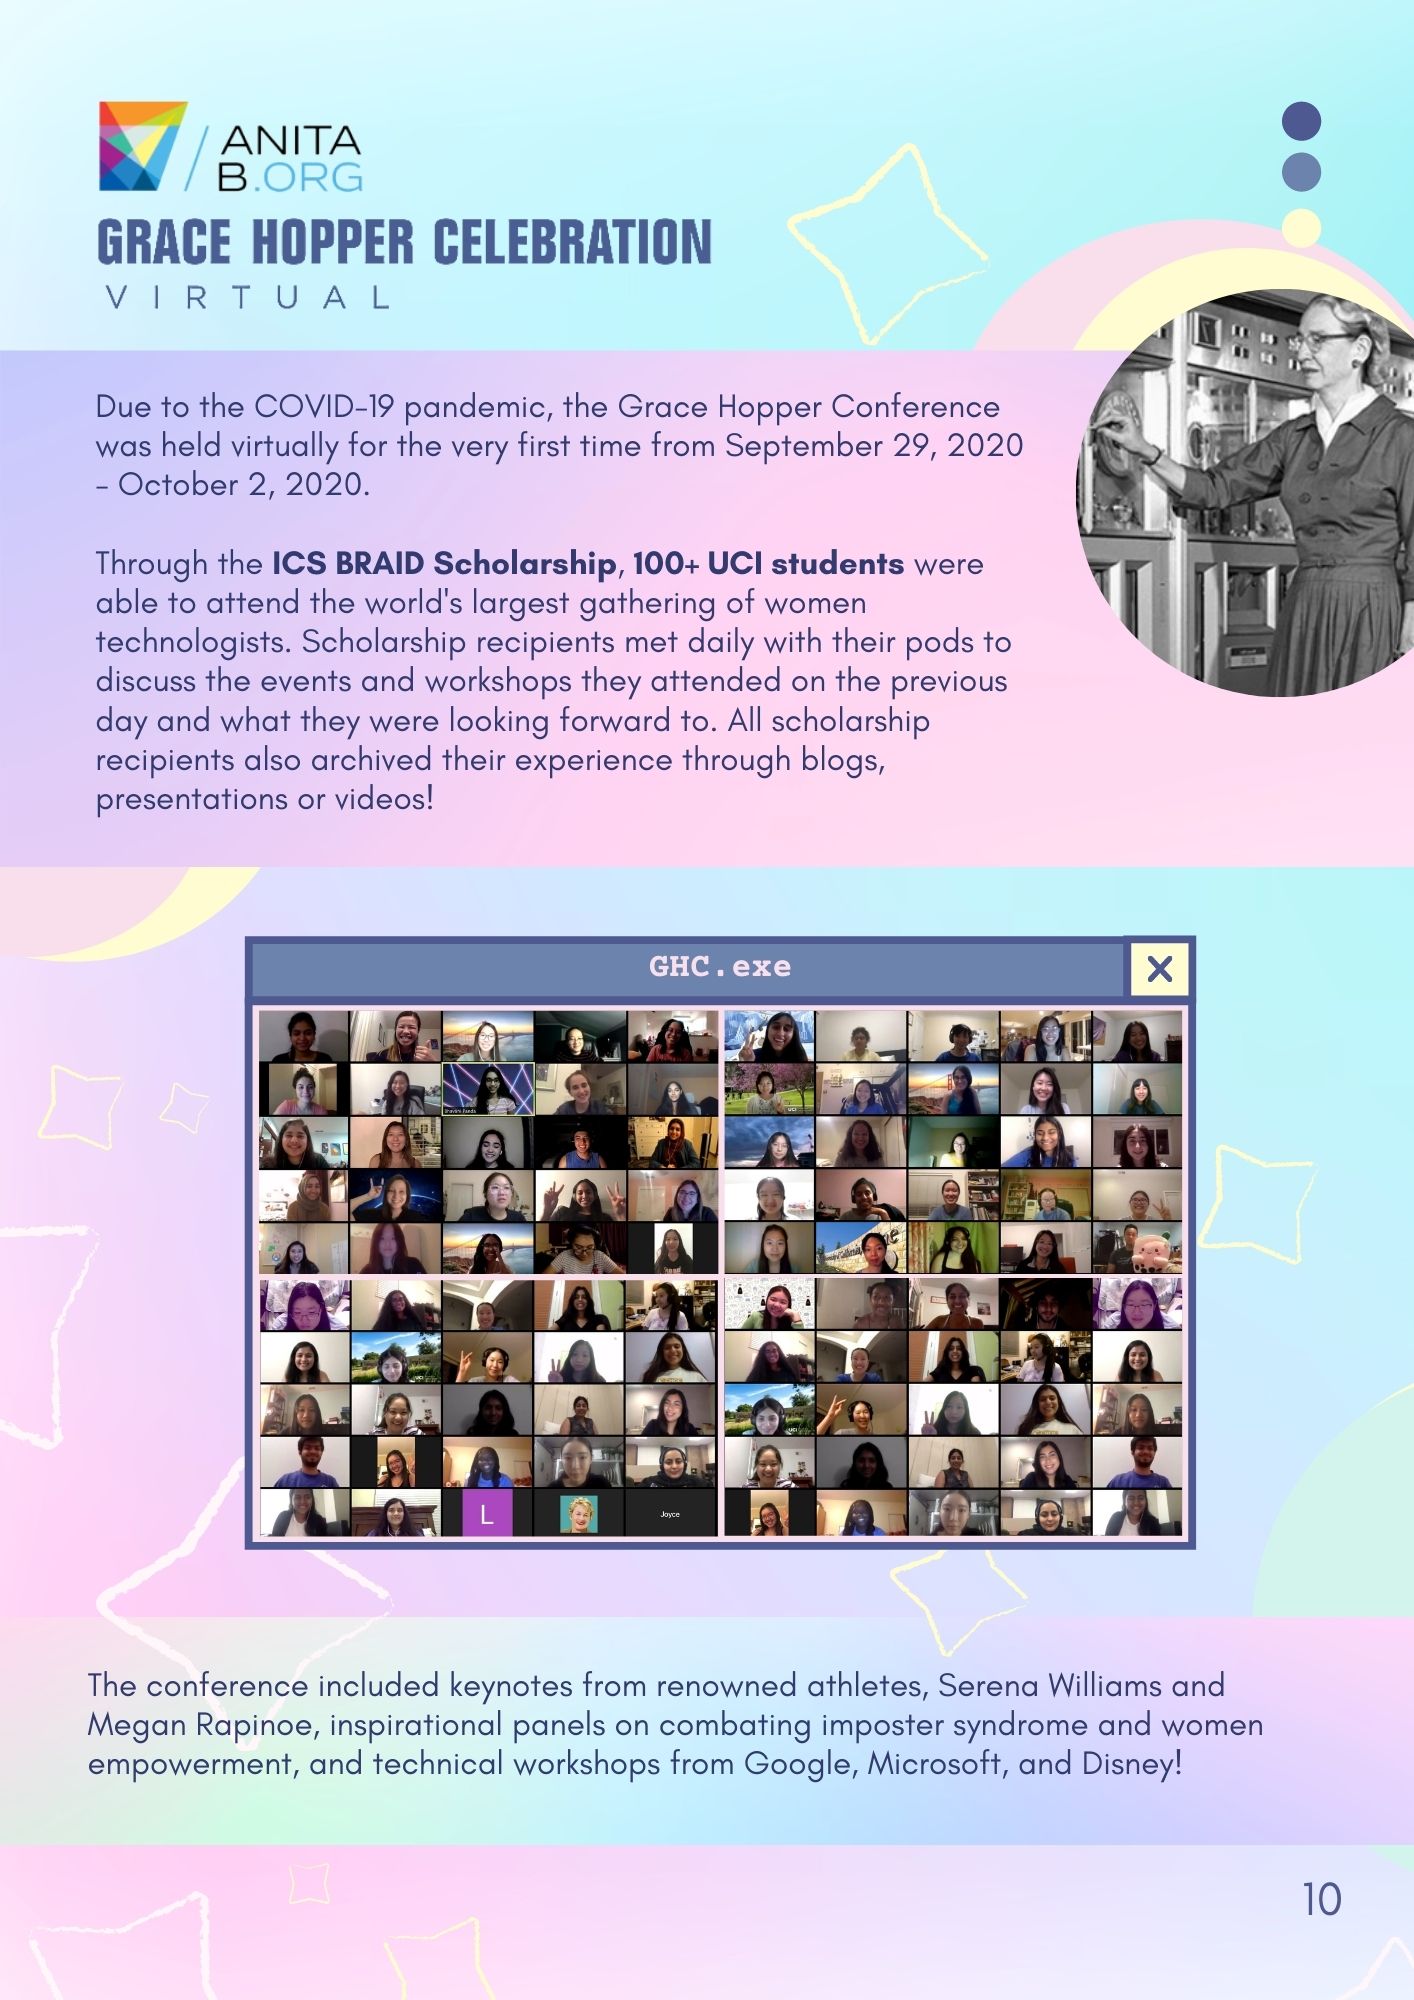 ANITA
B.ORG
GRACE HOPPER CELEBRATION
VIRTUAL
Due to the COVID-19 pandemic, the Grace Hopper Conference
was held virtually for the very first time from September 29, 2020
- October 2, 2020.
Through the ICS BRAID Scholarship, 100+ UCI students were
able to attend the world's largest gathering of women
technologists. Scholarship recipients met daily with their pods to
discuss the events and workshops they attended on the previous
day and what they were looking forward to. All scholarship
recipients also archived their experience through blogs,
presentations or videos!
GHC.exe
UCI
UCI
UCI
L
Joyce
The conference included keynotes from renowned athletes, Serena Williams and
Megan Rapinoe, inspirational panels on combating imposter syndrome and women
empowerment, and technical workshops from Google, Microsoft, and Disney!
10